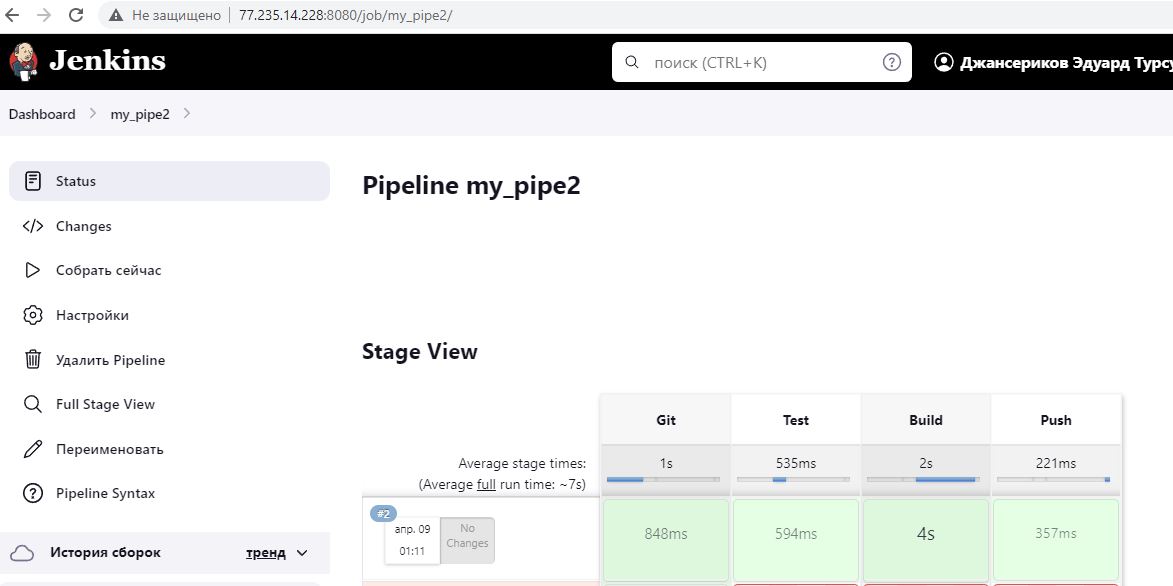 Не защищено 77.235.14.228:8080/job/my_pipe2/
Jenkins
поиск (CTRL+K)
Джансериков Эдуард Турсу
Dashboard
my_pipe2
Status
Changes
Собрать сейчас
Настройки
Удалить Pipeline
Full Stage View
Переименовать
Pipeline Syntax
История сборок
тренд
Pipeline my_pipe2
Stage View
Git Test Build Push
Average stage times: 1s 535ms 2s 221ms
(Average full run time: ~7s)
#2
апр. 09
01:11
No
Changes
848ms 594ms 4s 357ms